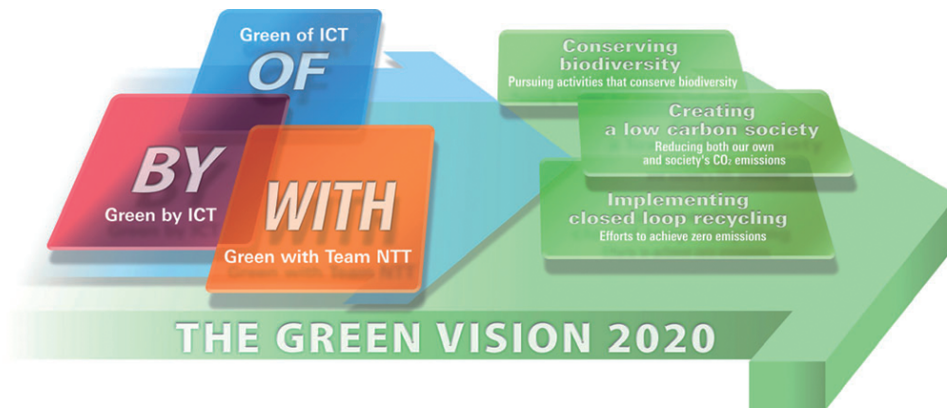 Green of ICT
OF
BY
Green by ICT
WITH
Green with Team NTT
Conserving
biodiversity
Pursuing activities that conserve biodiversity
Creating
a low carbon society
Reducing both our own
and society's CO₂ emissions
Implementing
closed loop recycling
Efforts to achieve zero emissions
THE GREEN VISION 2020